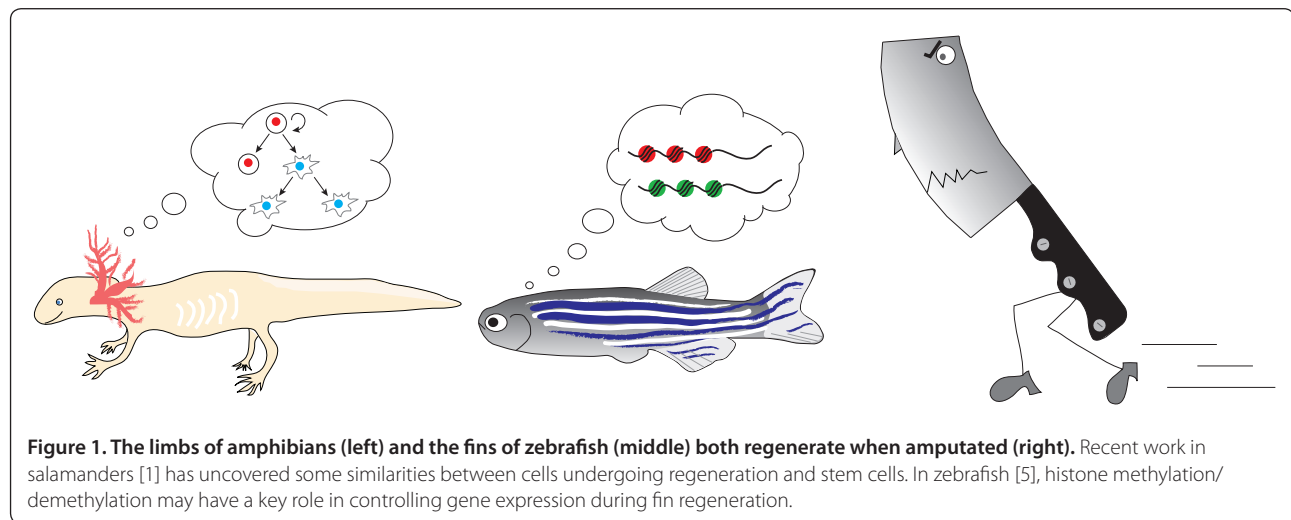 Figure 1. The limbs of amphibians (left) and the fins of zebrafish (middle) both regenerate when amputated (right). Recent work in
salamanders [1] has uncovered some similarities between cells undergoing regeneration and stem cells. In zebrafish [5], histone methylation/
demethylation may have a key role in controlling gene expression during fin regeneration.